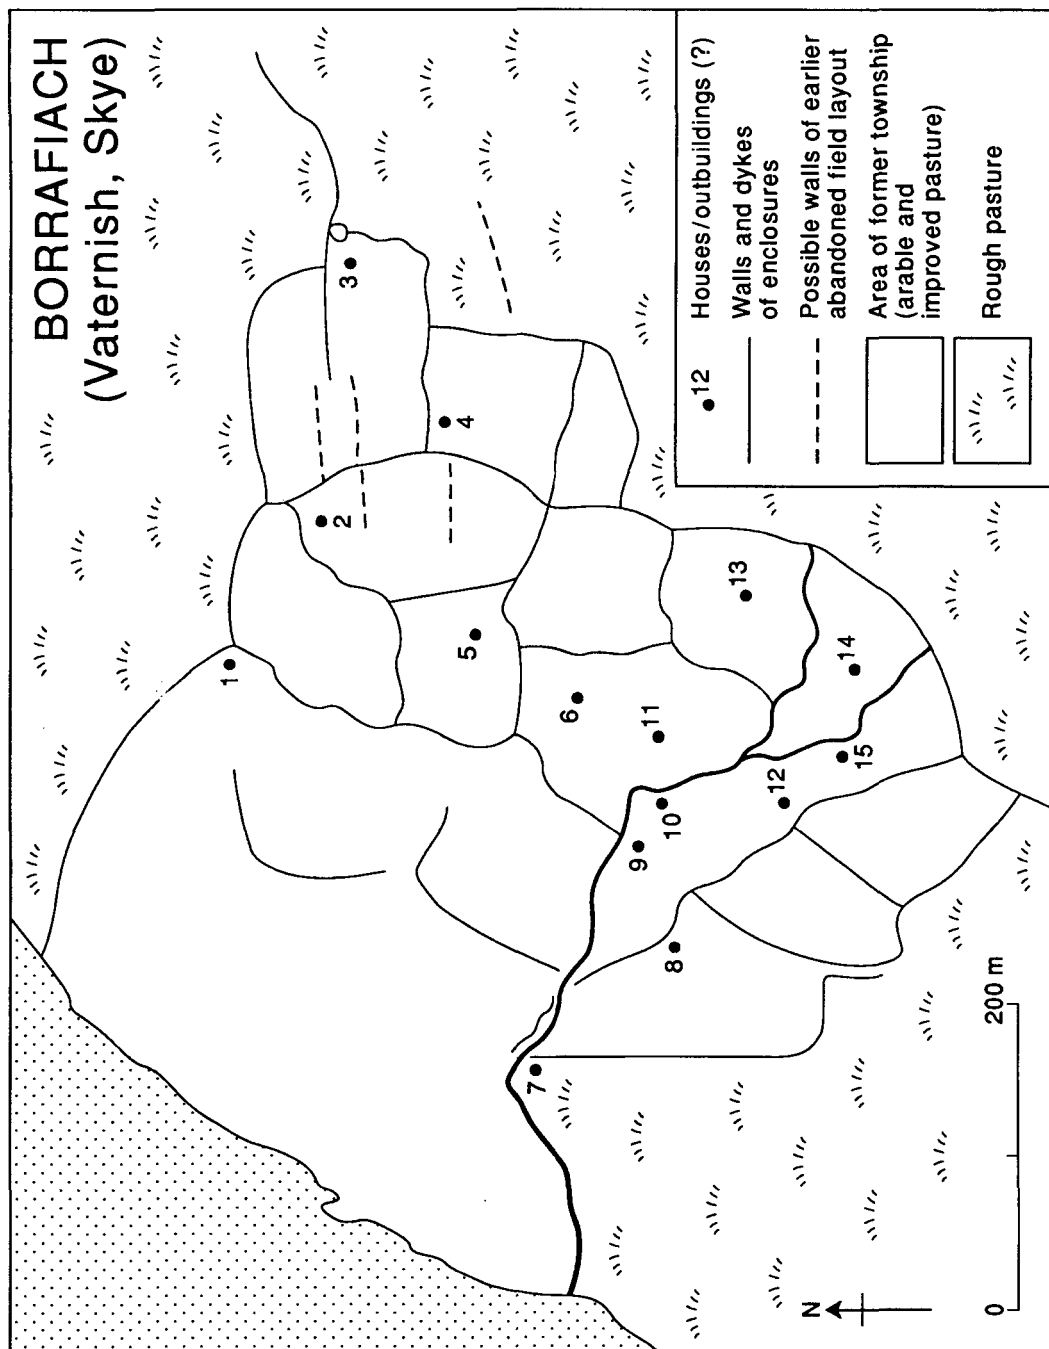 BORRAFIACH
(Vaternish, Skye)
1
2
3
4
5
6
7
8
9
10
11
12
13
14
15
N
0
200 m
12
Houses/outbuildings (?)
Walls and dykes
of enclosures
Possible walls of earlier
abandoned field layout
Area of former township
(arable and
improved pasture)
Rough pasture